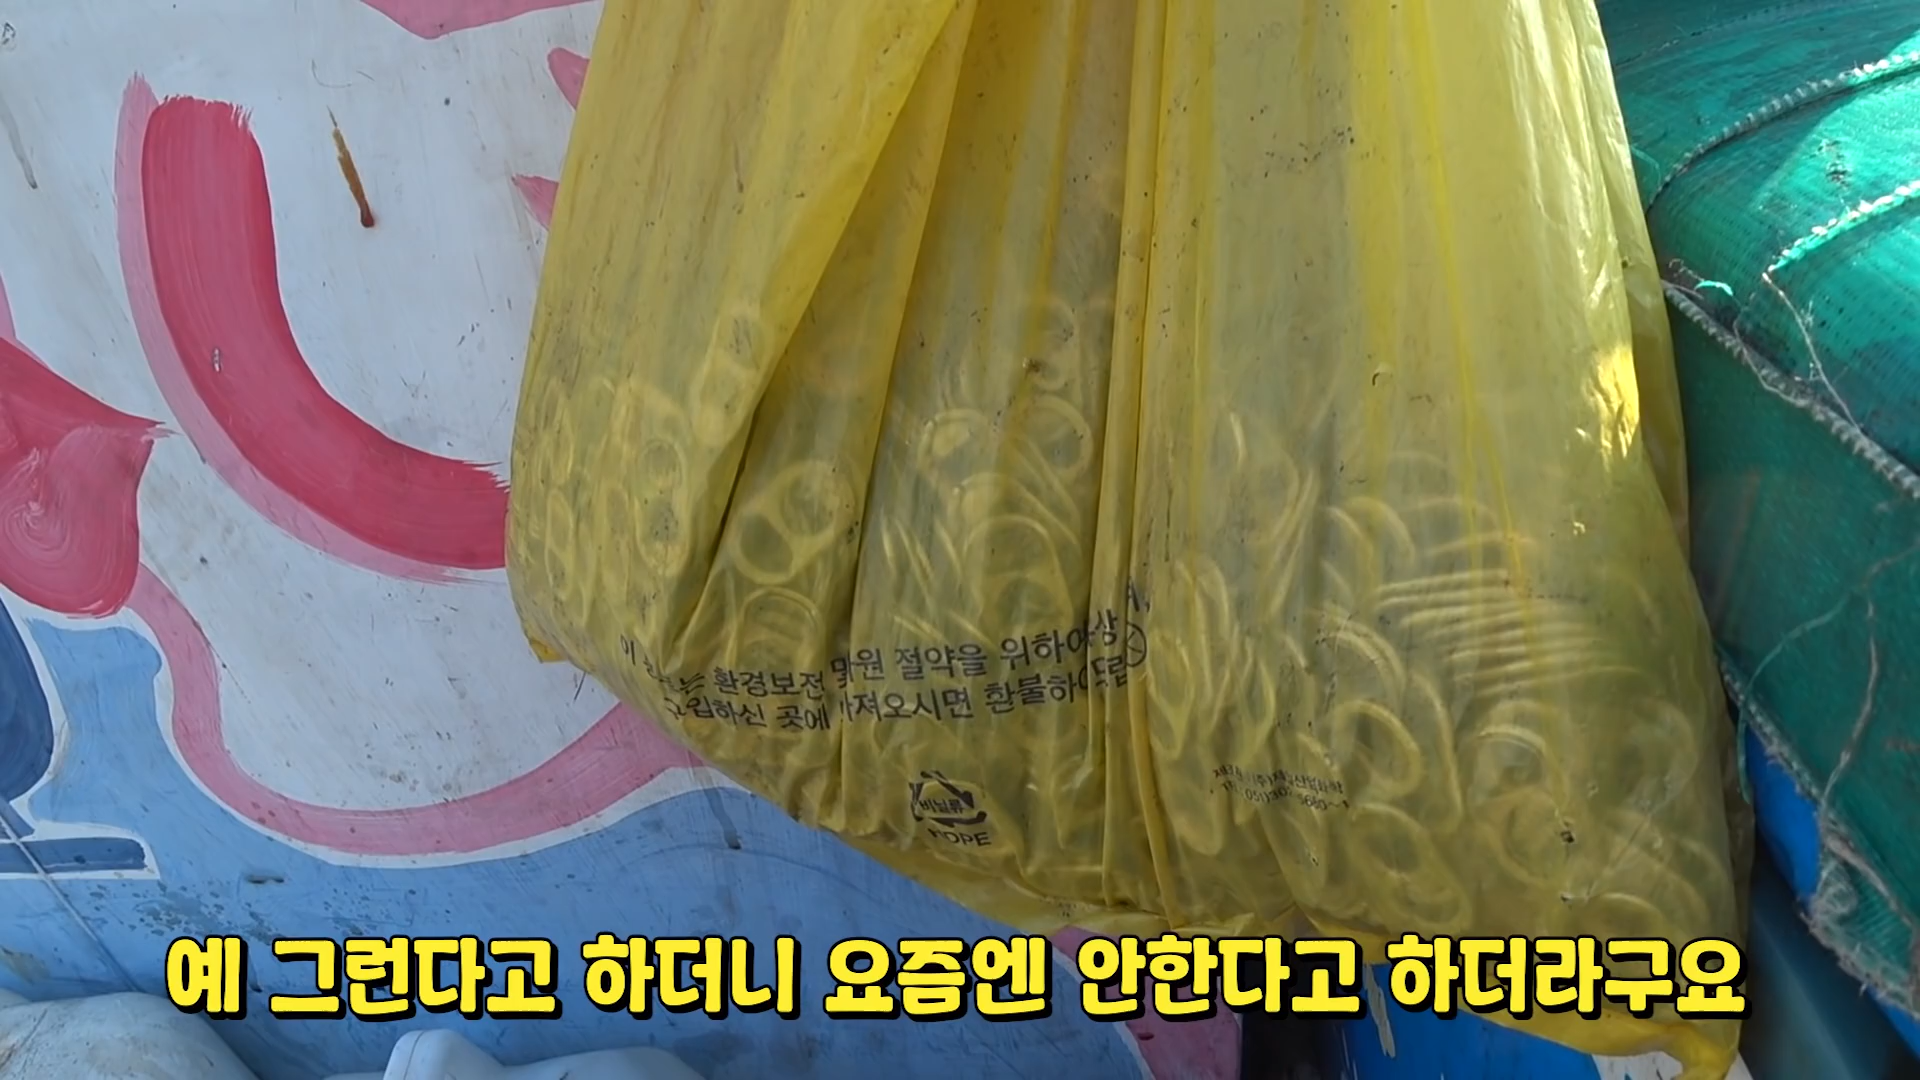 환경보전 및 자원 절약을 위하여
구입하신 곳에 가져오시면 환불하여 드립
비닐류
HDPE
예 그런다고 하더니 요즘엔 안한다고 하더라구요